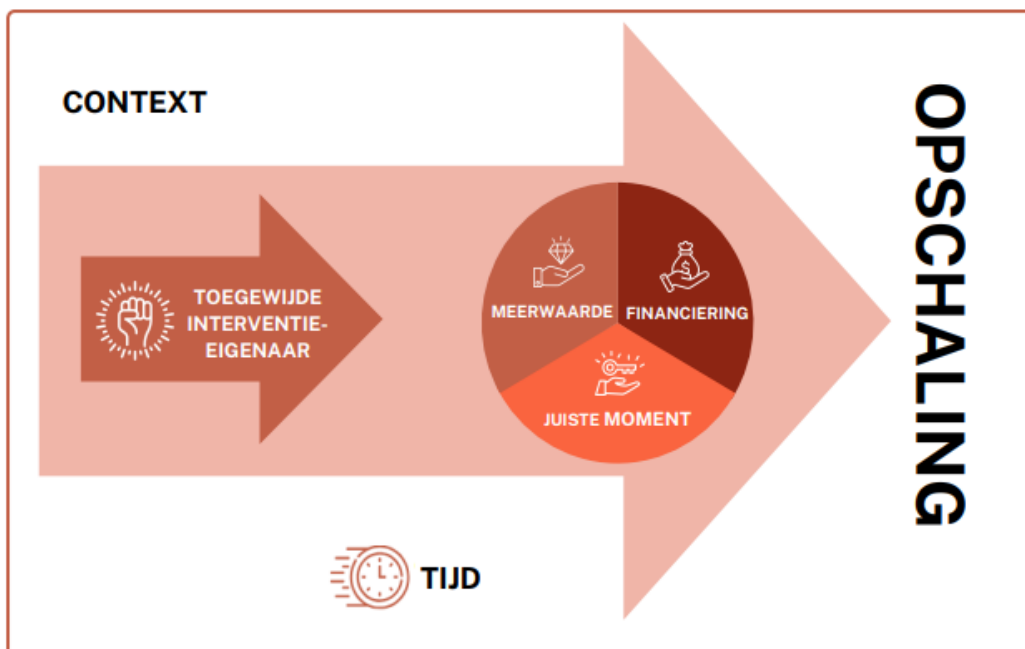 CONTEXT
TOEGEWIJDE
INTERVENTIE-
EIGENAAR
MEERWAARDE
FINANCIERING
$
JUISTE MOMENT
TIJD
OPSCHALING